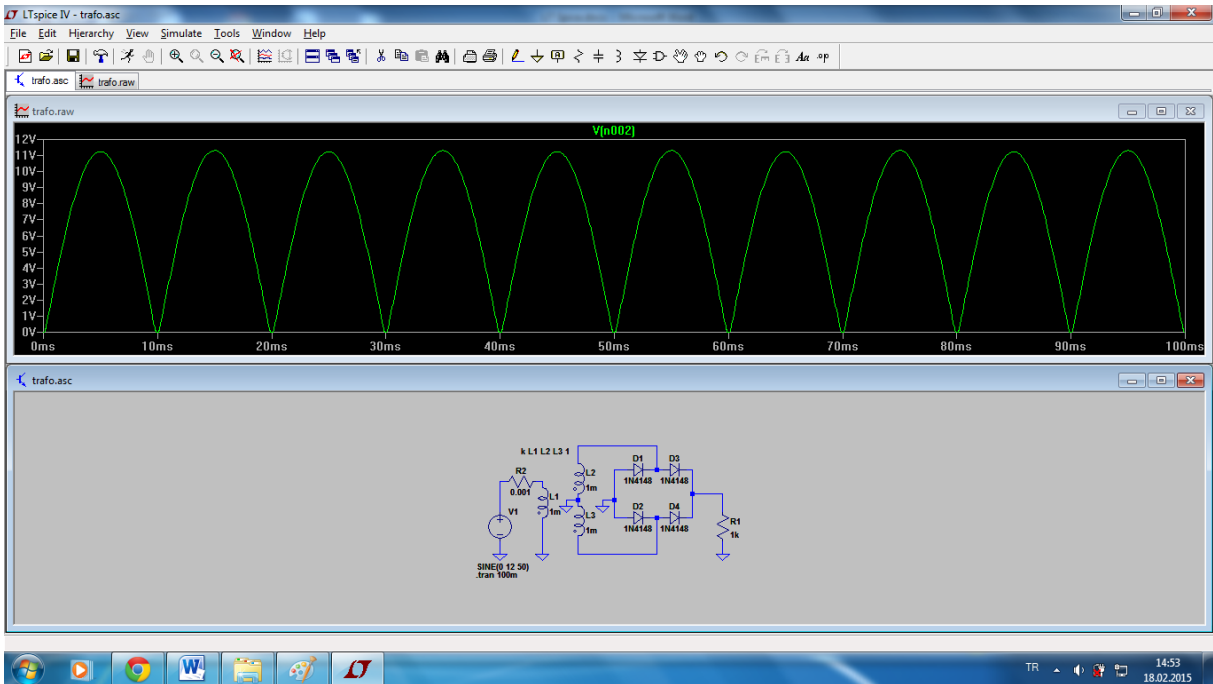 LTspice IV - trafo.asc
File Edit Hierarchy View Simulate Tools Window Help
trafo.asc trafo.raw
trafo.raw
V(n002)
12V
11V
10V
9V
8V
7V
6V
5V
4V
3V
2V
1V
0V
0ms 10ms 20ms 30ms 40ms 50ms 60ms 70ms 80ms 90ms 100ms
trafo.asc
k L1 L2 L3 1
D1 D3
R2 L2
1N4148 1N4148
0.001 1m
L1
V1 1m
D2 D4
L3
R1
1m 1N4148 1N4148
1k
SINE(0 12 50)
.tran 100m
TR 14:53
18.02.2015